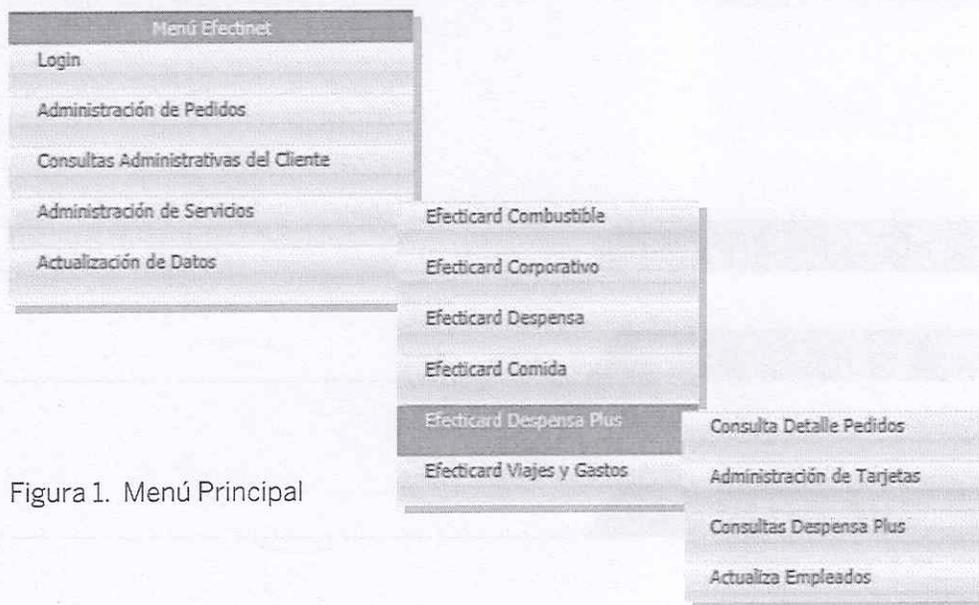 Menú Efectinet
Login
Administración de Pedidos
Consultas Administrativas del Cliente
Administración de Servicios
Actualización de Datos
Efecticard Combustible
Efecticard Corporativo
Efecticard Despensa
Efecticard Comida
Efecticard Despensa Plus
Efecticard Viajes y Gastos
Consulta Detalle Pedidos
Administración de Tarjetas
Consultas Despensa Plus
Actualiza Empleados
Figura 1. Menú Principal